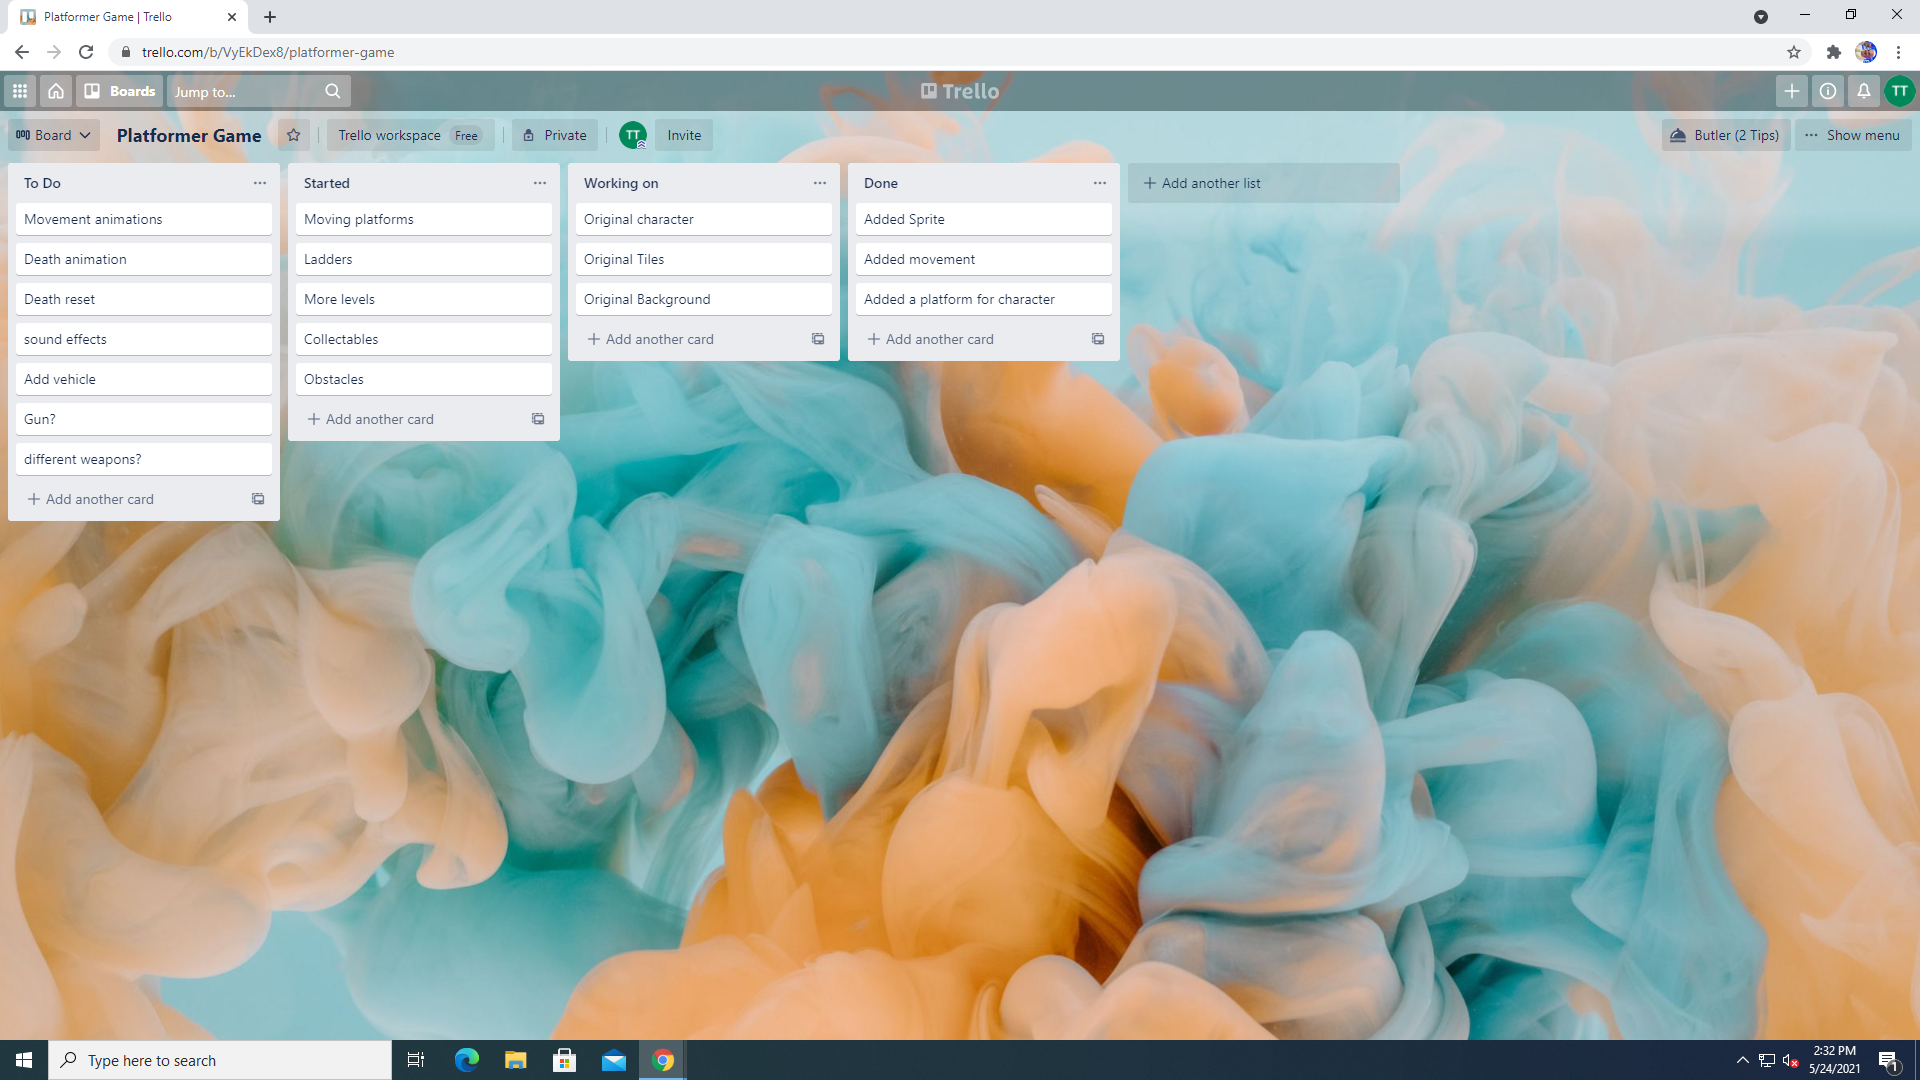 Platformer Game | Trello
trello.com/b/VyEkDex8/platformer-game
Boards
Jump to...
Trello
TT
Board
Platformer Game
Trello workspace Free
Private
TT
Invite
Butler (2 Tips)
Show menu
To Do
Movement animations
Death animation
Death reset
sound effects
Add vehicle
Gun?
different weapons?
Add another card
Started
Moving platforms
Ladders
More levels
Collectables
Obstacles
Add another card
Working on
Original character
Original Tiles
Original Background
Add another card
Done
Added Sprite
Added movement
Added a platform for character
Add another card
Add another list
Type here to search
2:32 PM
5/24/2021
1